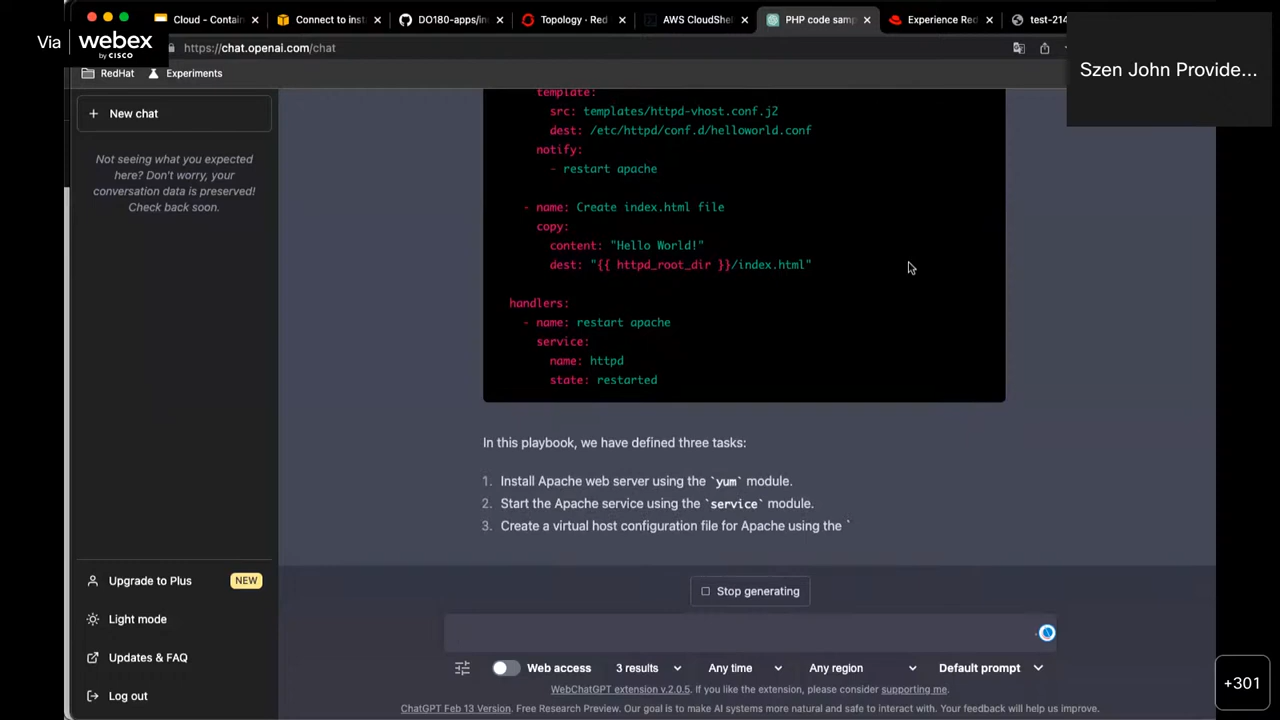 Cloud - Contain
Connect to inst
DO180-apps/in
Topology · Red
AWS CloudShel
PHP code samp
Experience Red
test-214
Via webex
by CISCO
https://chat.openai.com/chat
Szen John Provide...
RedHat
Experiments
+ New chat
Not seeing what you expected
here? Don't worry, your
conversation data is preserved!
Check back soon.
template:
src: templates/httpd-vhost.conf.j2
dest: /etc/httpd/conf.d/helloworld.conf
notify:
- restart apache
- name: Create index.html file
copy:
content: "Hello World!"
dest: "{{ httpd_root_dir }}/index.html"
handlers:
- name: restart apache
service:
name: httpd
state: restarted
In this playbook, we have defined three tasks:
1. Install Apache web server using the `yum` module.
2. Start the Apache service using the `service` module.
3. Create a virtual host configuration file for Apache using the `
Upgrade to Plus
NEW
Light mode
Updates & FAQ
Log out
Stop generating
Web access
3 results
Any time
Any region
Default prompt
WebChatGPT extension v.2.0.5. If you like the extension, please consider supporting me.
ChatGPT Feb 13 Version. Free Research Preview. Our goal is to make AI systems more natural and safe to interact with. Your feedback will help us improve.
+301